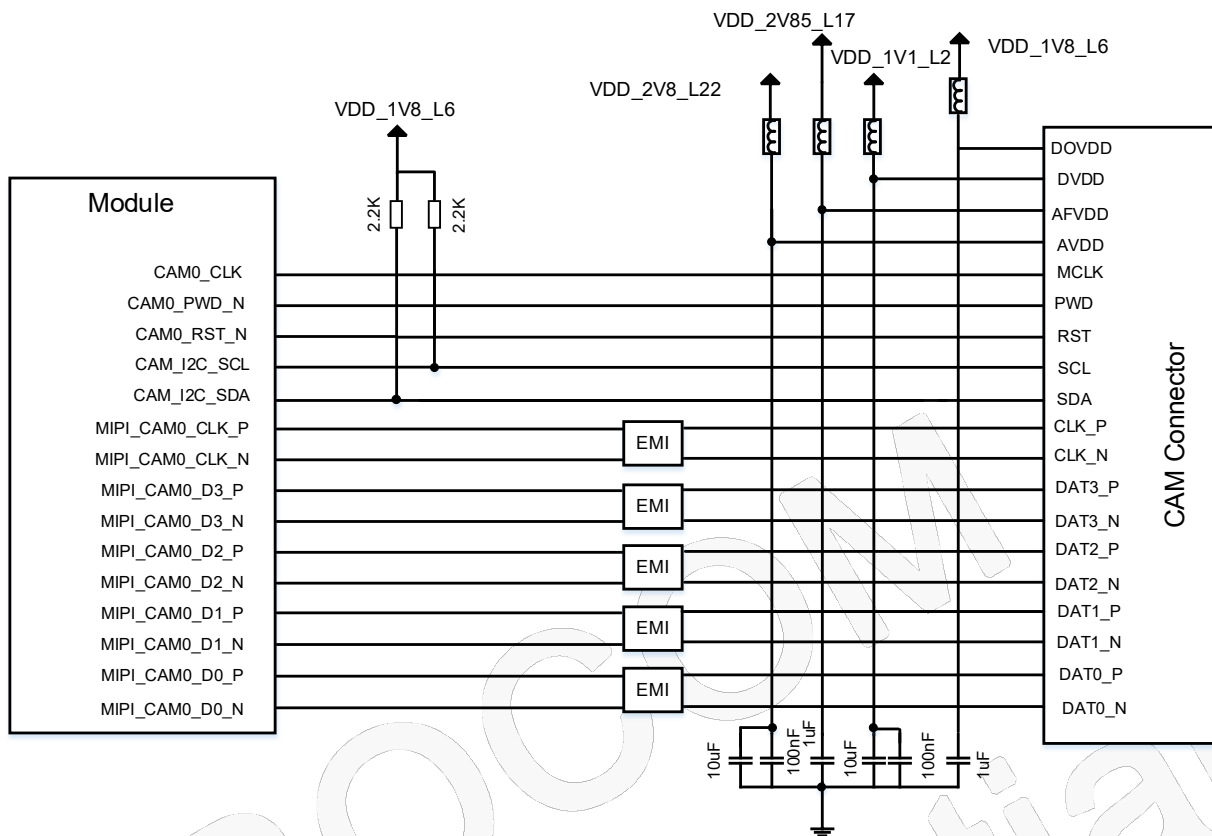 VDD_2V85_L17
VDD_1V1_L2
VDD_1V8_L6
VDD_2V8_L22
VDD_1V8_L6
2.2K
2.2K
Module
CAM0_CLK
CAM0_PWD_N
CAM0_RST_N
CAM_I2C_SCL
CAM_I2C_SDA
MIPI_CAM0_CLK_P
MIPI_CAM0_CLK_N
MIPI_CAM0_D3_P
MIPI_CAM0_D3_N
MIPI_CAM0_D2_P
MIPI_CAM0_D2_N
MIPI_CAM0_D1_P
MIPI_CAM0_D1_N
MIPI_CAM0_D0_P
MIPI_CAM0_D0_N
EMI
EMI
EMI
EMI
EMI
DOVDD
DVDD
AFVDD
AVDD
MCLK
PWD
RST
SCL
SDA
CLK_P
CLK_N
DAT3_P
DAT3_N
DAT2_P
DAT2_N
DAT1_P
DAT1_N
DAT0_P
DAT0_N
CAM Connector
10uF
100nF
1uF
10uF
100nF
1uF